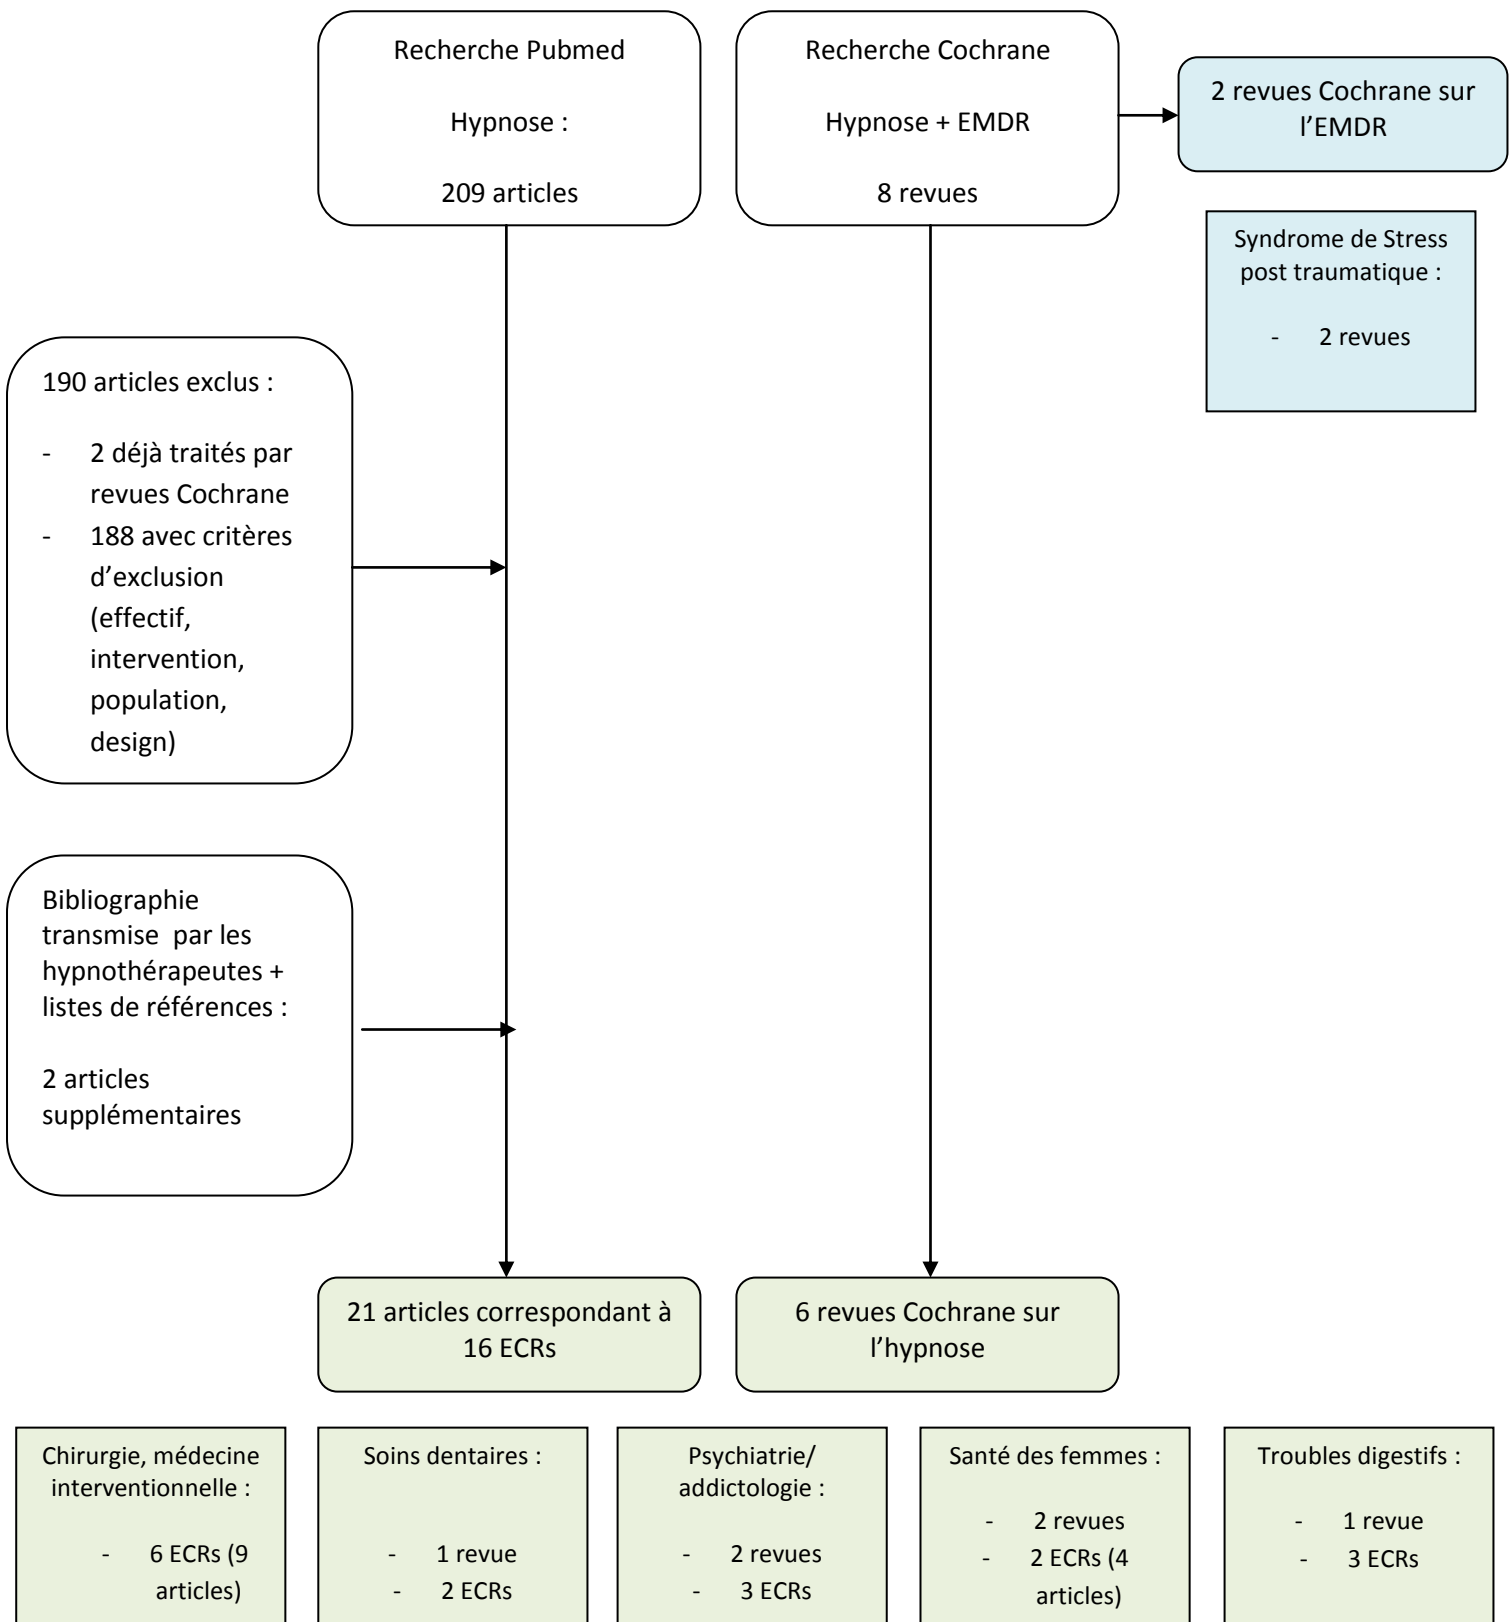 Recherche Pubmed
Hypnose :
209 articles
Recherche Cochrane
Hypnose + EMDR
8 revues
2 revues Cochrane sur
l’EMDR
Syndrome de Stress
post traumatique :
- 2 revues
190 articles exclus :
- 2 déjà traités par
revues Cochrane
- 188 avec critères
d’exclusion
(effectif,
intervention,
population,
design)
Bibliographie
transmise par les
hypnothérapeutes +
listes de références :
2 articles
supplémentaires
21 articles correspondant à
16 ECRs
6 revues Cochrane sur
l’hypnose
Chirurgie, médecine
interventionnelle :
- 6 ECRs (9
articles)
Soins dentaires :
- 1 revue
- 2 ECRs
Psychiatrie/
addictologie :
- 2 revues
- 3 ECRs
Santé des femmes :
- 2 revues
- 2 ECRs (4
articles)
Troubles digestifs :
- 1 revue
- 3 ECRs